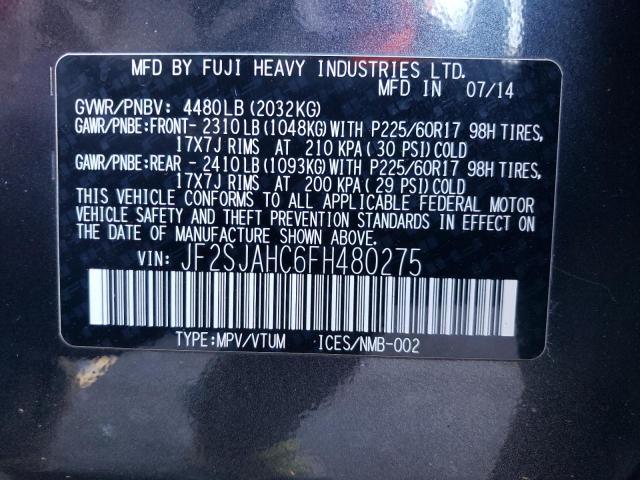 MFD BY FUJI HEAVY INDUSTRIES LTD.
MFD IN 07/14
GVWR/PNBV: 4480LB(2032KG)
GAWR/PNBE:FRONT- 2310LB(1048KG)WITH P225/60R17 98H TIRES,
17X7J RIMS AT 210 KPA(30 PSI)COLD
GAWR/PNBE:REAR - 2410LB(1093KG)WITH P225/60R17 98H TIRES,
17X7J RIMS AT 200 KPA(29 PSI)COLD
THIS VEHICLE CONFORMS TO ALL APPLICABLE FEDERAL MOTOR
VEHICLE SAFETY AND THEFT PREVENTION STANDARDS IN EFFECT ON
THE DATE OF MANUFACTURE SHOWN ABOVE.
VIN: JF2SJAHC6FH480275
TYPE:MPV/VTUM ICES/NMB-002